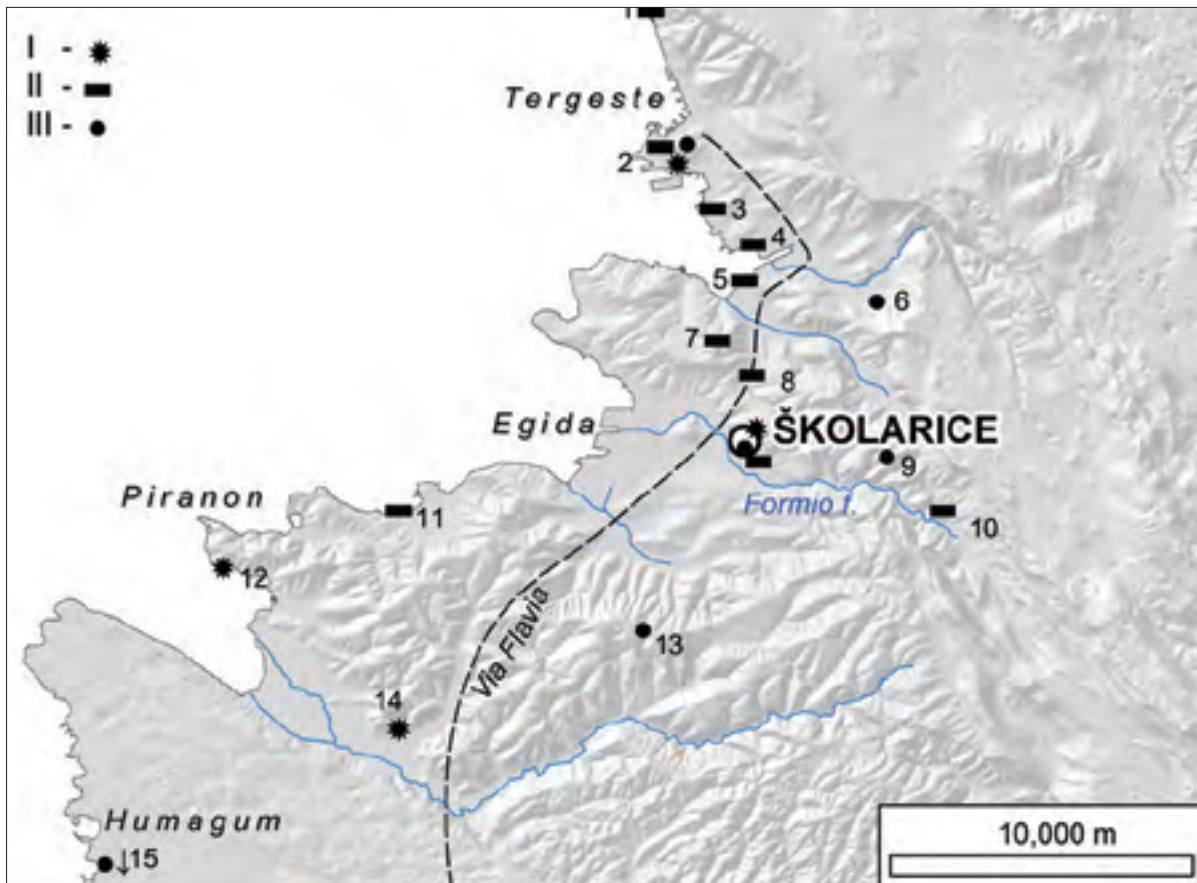 I -
II -
III -
1
Tergeste
2
3
4
5
6
7
8
Egida
ŠKOLARICE
9
Piranon
Formio f.
10
11
12
Via Flavia
13
14
Humagum
↓15
10,000 m